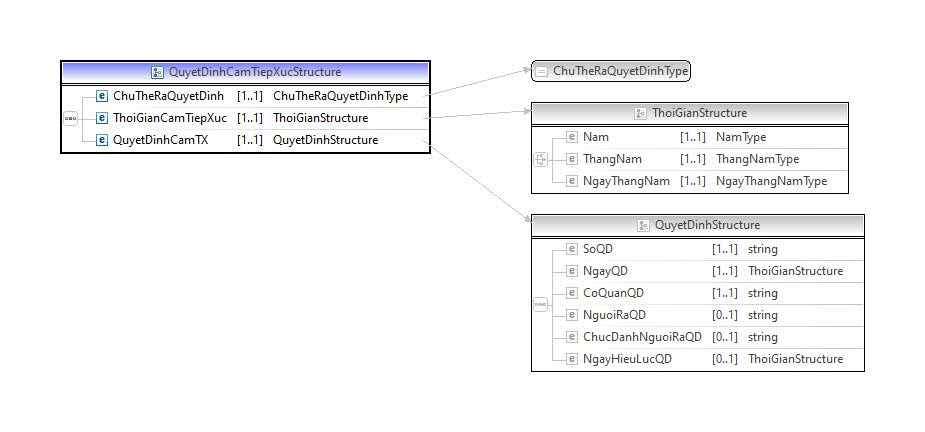 QuyetDinhCamTiepXucStructure
ChuTheRaQuyetDinh [1..1] ChuTheRaQuyetDinhType
ThoiGianCamTiepXuc [1..1] ThoiGianStructure
QuyetDinhCamTX [1..1] QuyetDinhStructure
ChuTheRaQuyetDinhType
ThoiGianStructure
Nam [1..1] NamType
ThangNam [1..1] ThangNamType
NgayThangNam [1..1] NgayThangNamType
QuyetDinhStructure
SoQD [1..1] string
NgayQD [1..1] ThoiGianStructure
CoQuanQD [1..1] string
NguoiRaQD [0..1] string
ChucDanhNguoiRaQD [0..1] string
NgayHieuLucQD [0..1] ThoiGianStructure